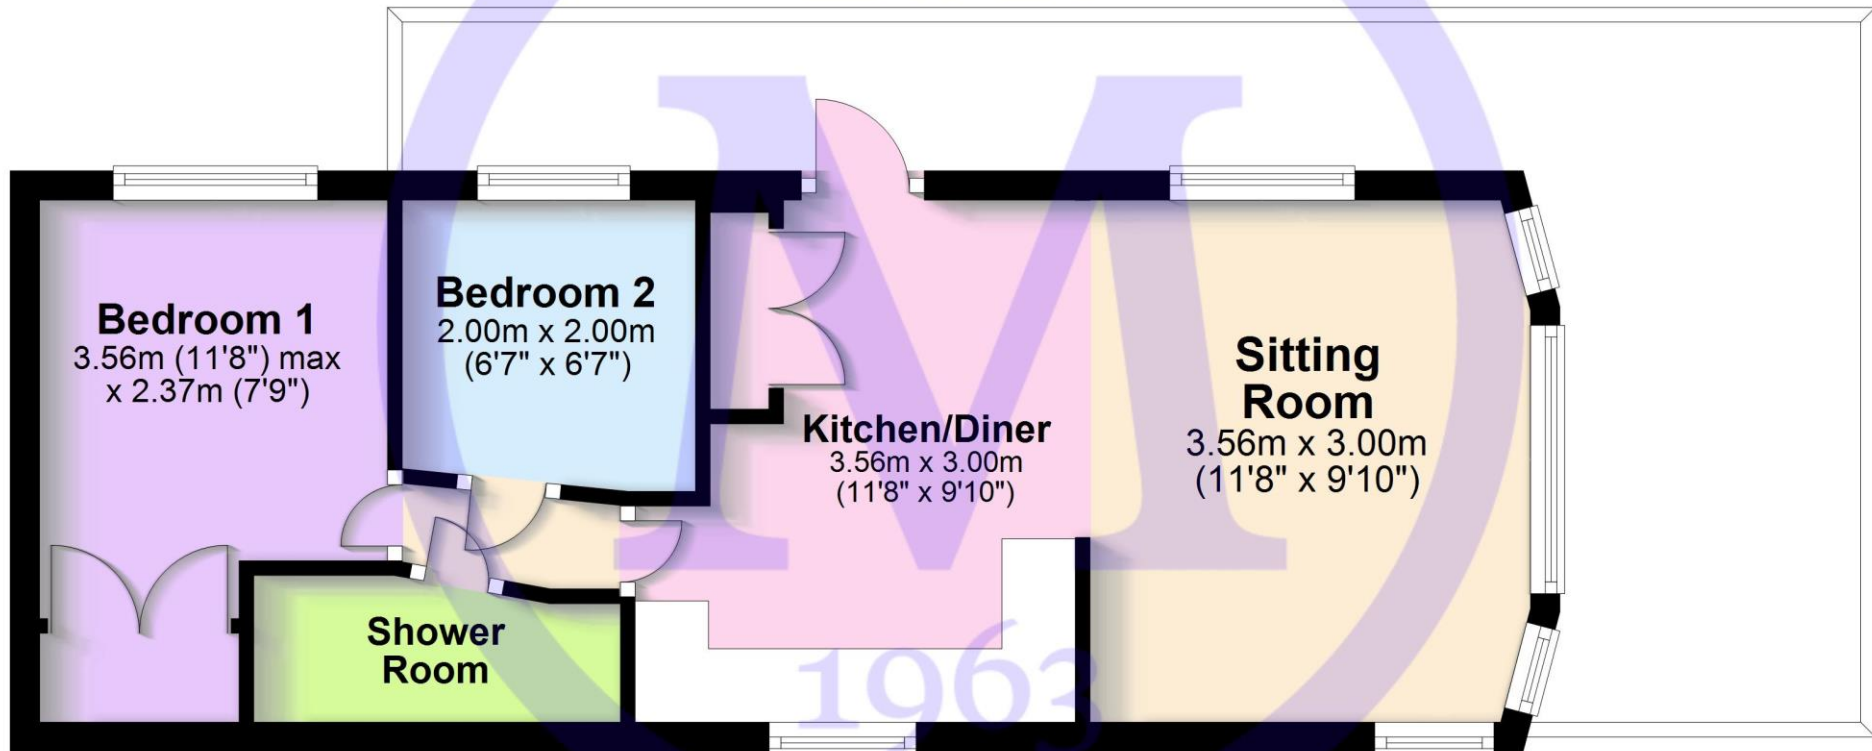 Bedroom 1
3.56m (11'8") max
x 2.37m (7'9")
Bedroom 2
2.00m x 2.00m
(6'7" x 6'7")
Kitchen/Diner
3.56m x 3.00m
(11'8" x 9'10")
Sitting
Room
3.56m x 3.00m
(11'8" x 9'10")
Shower
Room
M
1963